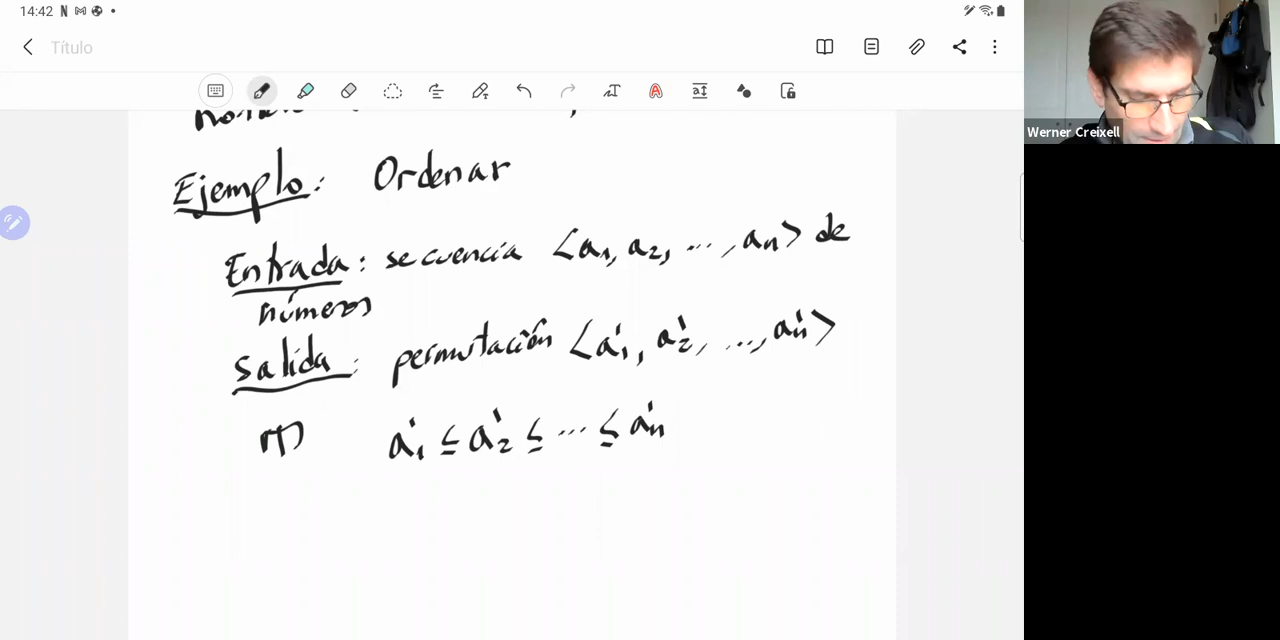 14:42
Título
Werner Creixell
Ejemplo: Ordenar
Entrada: secuencia <a1, a2, ..., an> de
números
Salida: permutación <a'1, a'2, ..., a'n>
a'1 ≤ a'2 ≤ ... ≤ a'n